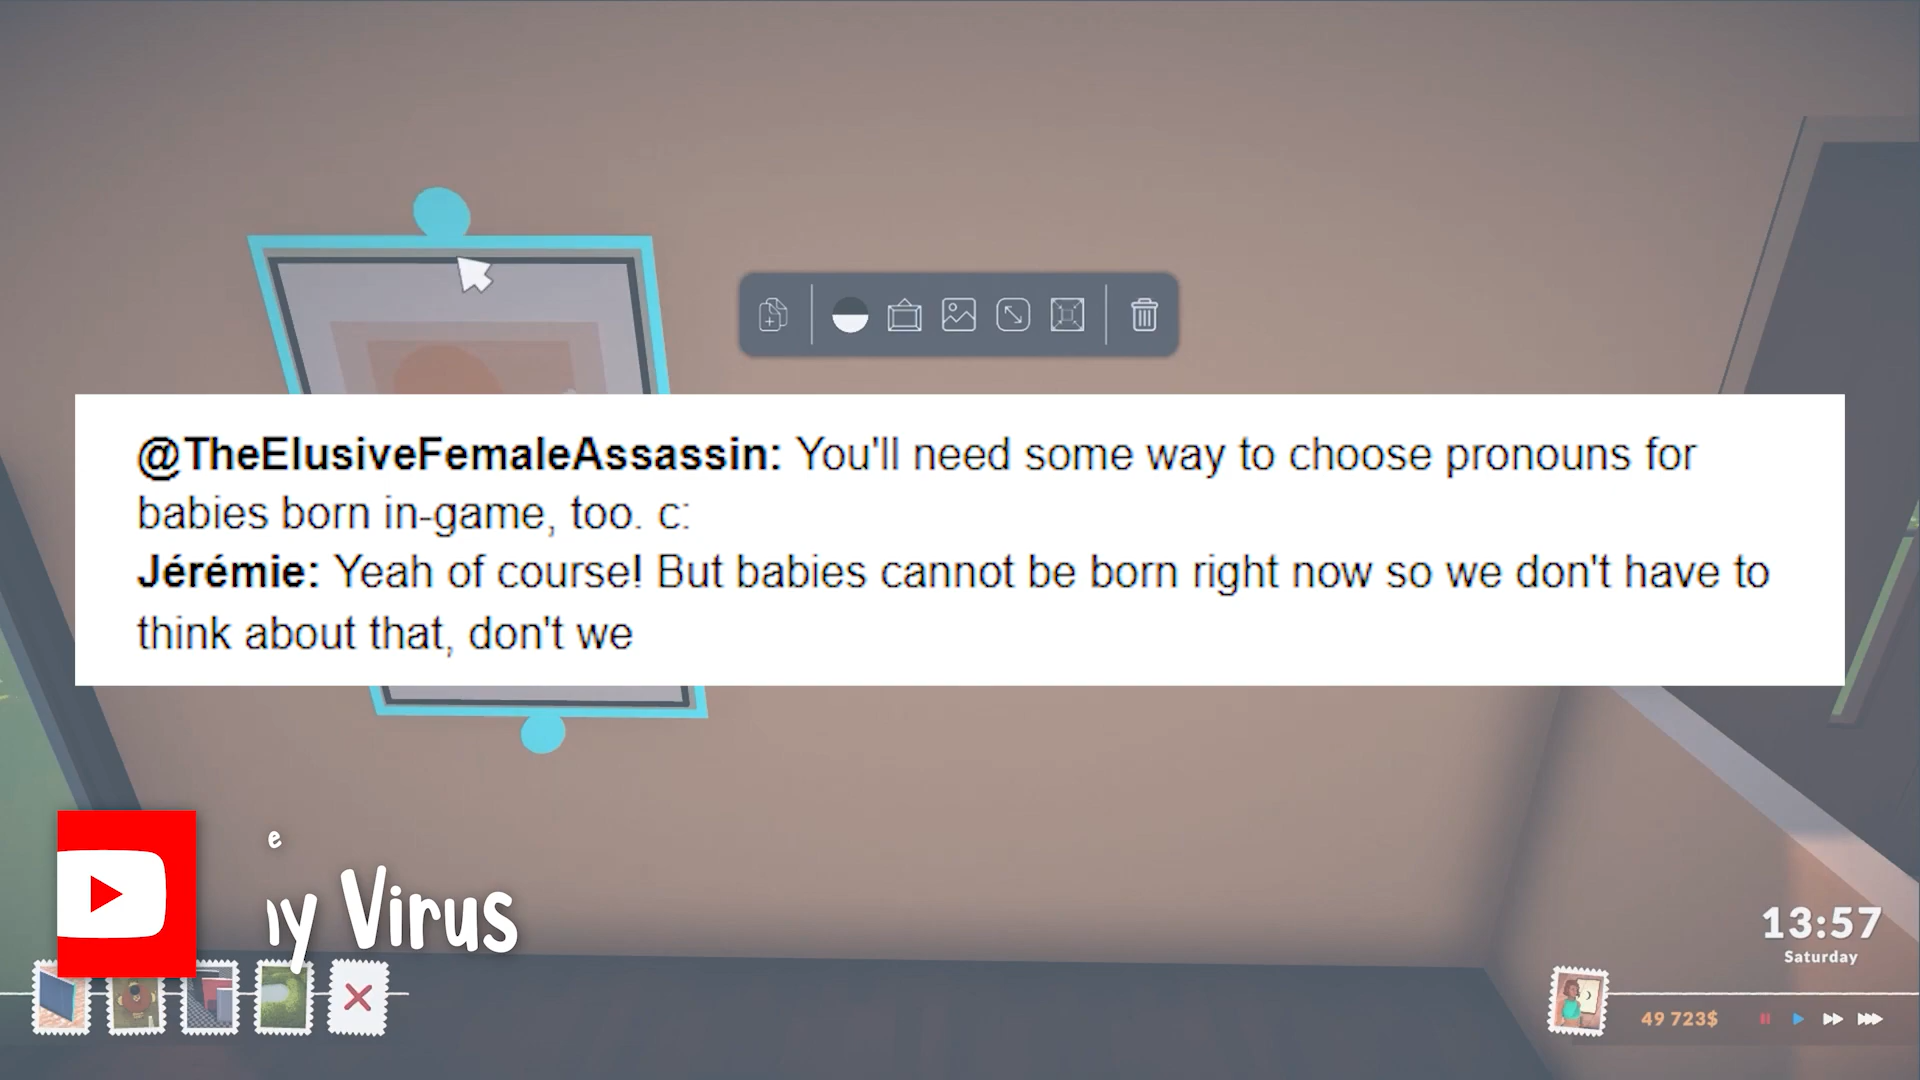 @TheElusiveFemaleAssassin: You'll need some way to choose pronouns for
babies born in-game, too. c:
Jérémie: Yeah of course! But babies cannot be born right now so we don't have to
think about that, don't we
e
y Virus
13:57
Saturday
49 723$